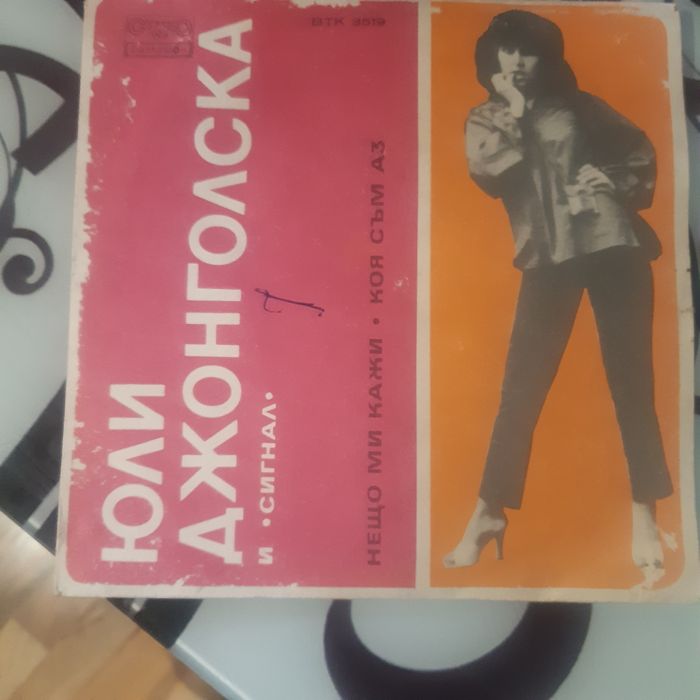 ВТК 3519
ЮЛИ
ДЖОНГОЛСКА
И •СИГНАЛ•
НЕЩО МИ КАЖИ • КОЯ СЪМ АЗ